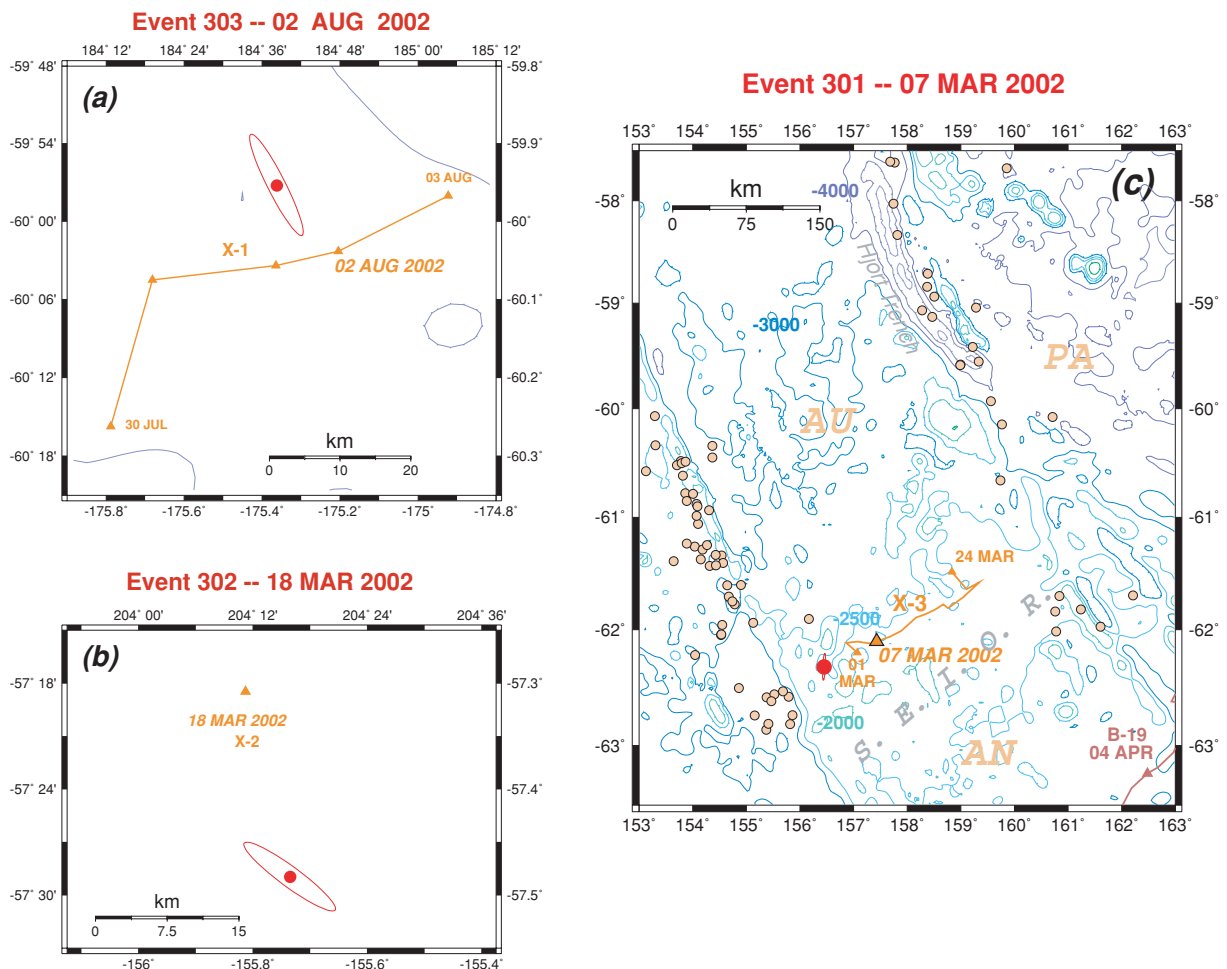 Event 303 -- 02 AUG 2002
184° 12' 184° 24' 184° 36' 184° 48' 185° 00' 185° 12'
-59° 48' -59.8°
(a)
-59° 54' -59.9°
03 AUG
-60° 00' -60°
X-1
02 AUG 2002
-60° 06' -60.1°
-60° 12' -60.2°
30 JUL
km
0 10 20
-60° 18' -60.3°
-175.8° -175.6° -175.4° -175.2° -175° -174.8°
Event 302 -- 18 MAR 2002
204° 00' 204° 12' 204° 24' 204° 36'
(b)
-57° 18' -57.3°
18 MAR 2002
X-2
-57° 24' -57.4°
-57° 30' -57.5°
km
0 7.5 15
-156° -155.8° -155.6° -155.4°
Event 301 -- 07 MAR 2002
153° 154° 155° 156° 157° 158° 159° 160° 161° 162° 163°
(c)
km
0 75 150
-4000
-58° -58°
Hjort Trench
-59° -59°
-3000
PA
-60° -60°
AU
-61° -61°
24 MAR
X-3
-2500
-62° -62°
07 MAR 2002
01
MAR
S. E. I. O. R.
-2000
AN
B-19
04 APR
-63° -63°
153° 154° 155° 156° 157° 158° 159° 160° 161° 162° 163°